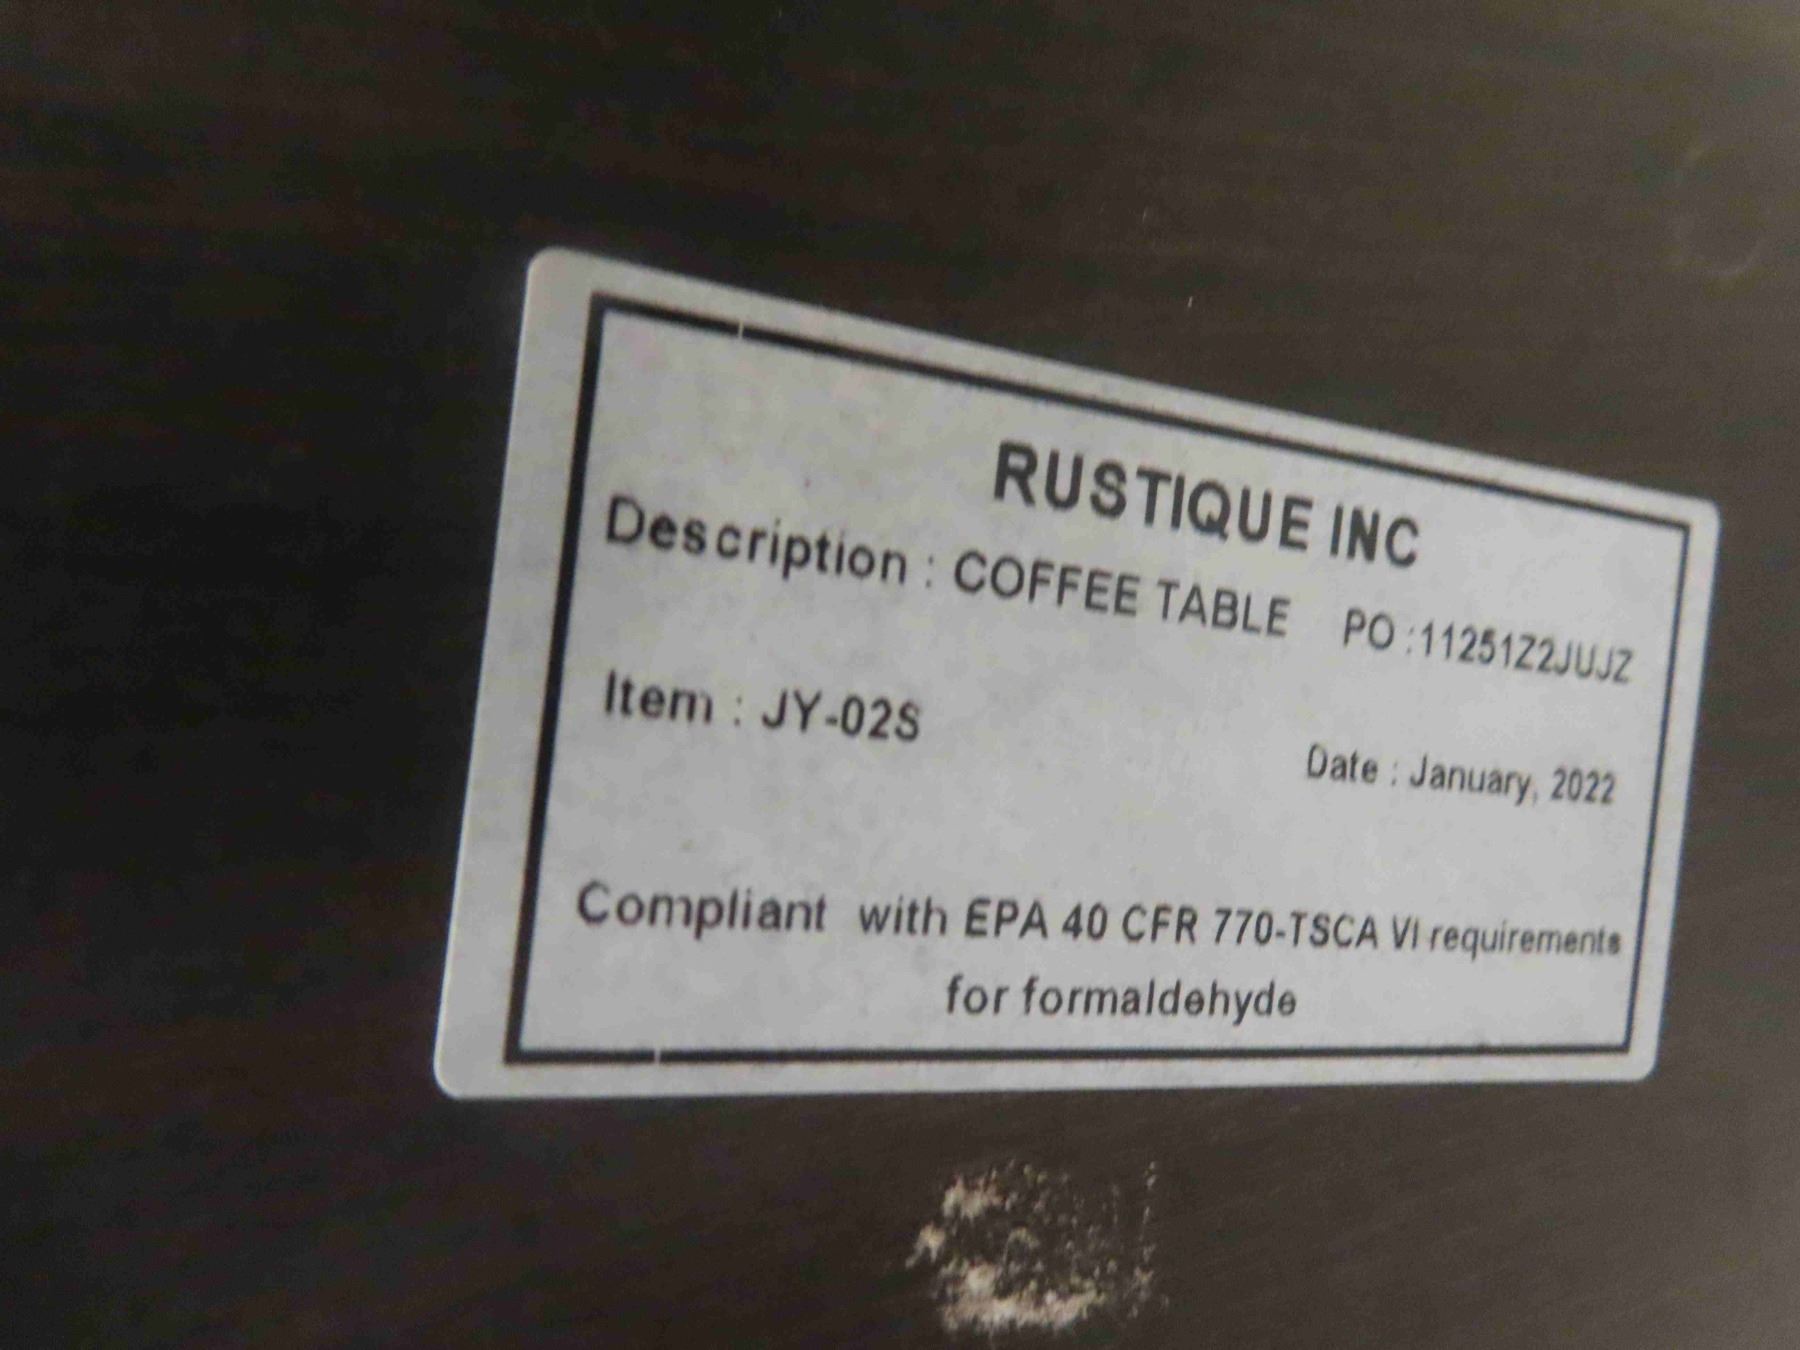 RUSTIQUE INC
Description : COFFEE TABLE PO :11251Z2JUJZ
Item : JY-02S
Date : January, 2022
Compliant with EPA 40 CFR 770-TSCA VI requirements
for formaldehyde